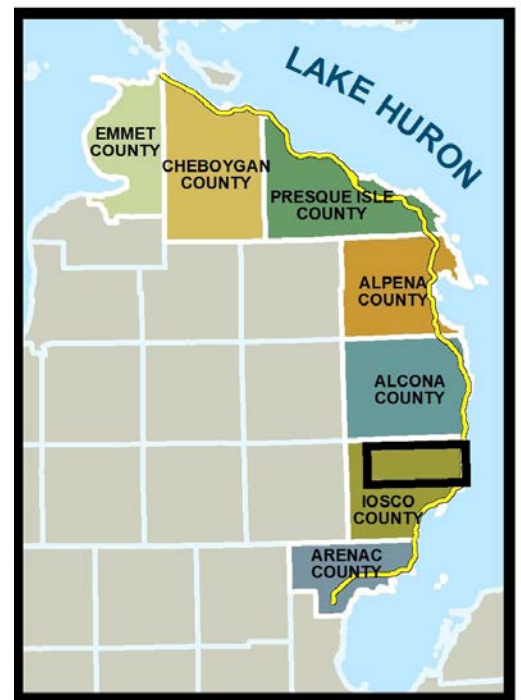 LAKE HURON
EMMET
COUNTY
CHEBOYGAN
COUNTY
PRESQUE ISLE
COUNTY
ALPENA
COUNTY
ALCONA
COUNTY
IOSCO
COUNTY
ARENAC
COUNTY